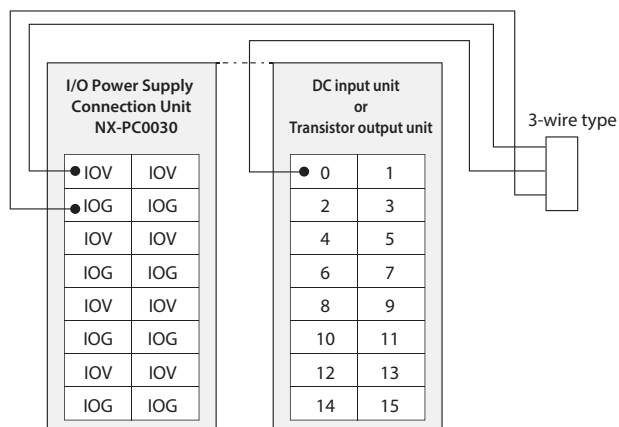 I/O Power Supply
Connection Unit
NX-PC0030
DC input unit
or
Transistor output unit
3-wire type
IOV IOV 0 1
IOG IOG 2 3
IOV IOV 4 5
IOG IOG 6 7
IOV IOV 8 9
IOG IOG 10 11
IOV IOV 12 13
IOG IOG 14 15